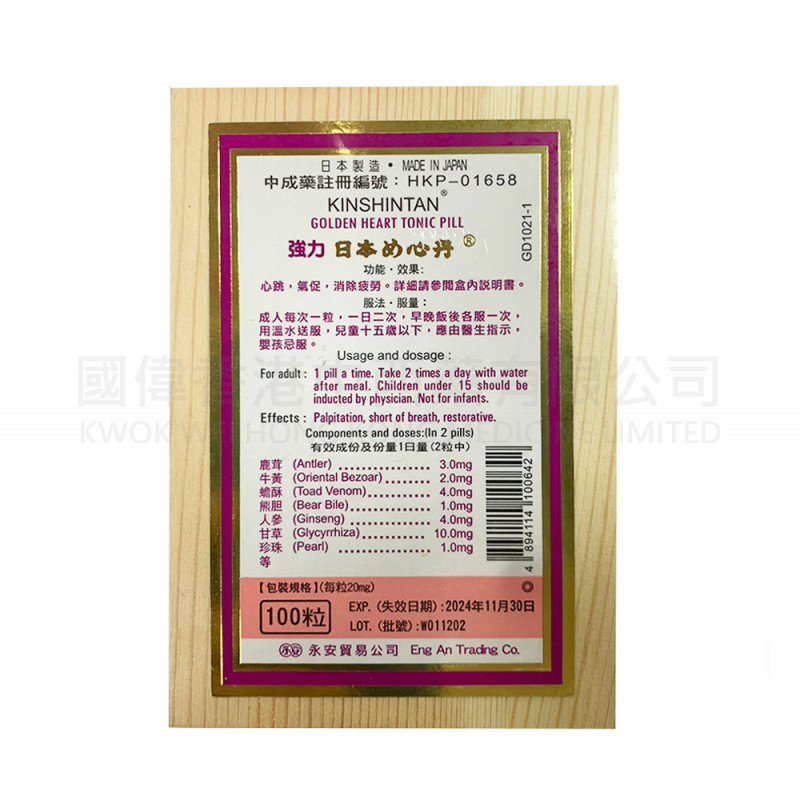 日本製造・MADE IN JAPAN
中成藥註冊編號：HKP-01658
KINSHINTAN®
GOLDEN HEART TONIC PILL
強力 日本め心丹 ®
GD1021-1
功能・效果:
心跳，氣促，消除疲勞。詳細請參閱盒內說明書。
服法・服量：
成人每次一粒，一日二次，早晚飯後各服一次，
用溫水送服，兒童十五歲以下，應由醫生指示，
嬰孩忌服。
Usage and dosage :
For adult : 1 pill a time. Take 2 times a day with water
after meal. Children under 15 should be
inducted by physician. Not for infants.
Effects : Palpitation, short of breath, restorative.
Components and doses:(In 2 pills)
有效成份及份量1日量(2粒中)
鹿茸 (Antler) 3.0mg
牛黃 (Oriental Bezoar) 2.0mg
蟾酥 (Toad Venom) 4.0mg
熊胆 (Bear Bile) 1.0mg
人參 (Ginseng) 4.0mg
甘草 (Glycyrrhiza) 10.0mg
珍珠 (Pearl) 1.0mg
等
4 894114 100642
【包裝規格】(每粒20mg)
100粒
EXP. (失效日期) :2024年11月30日
LOT. (批號) :W011202
永安貿易公司 Eng An Trading Co.
國偉香港
有限公司
KWOK W
HON
LIMITED